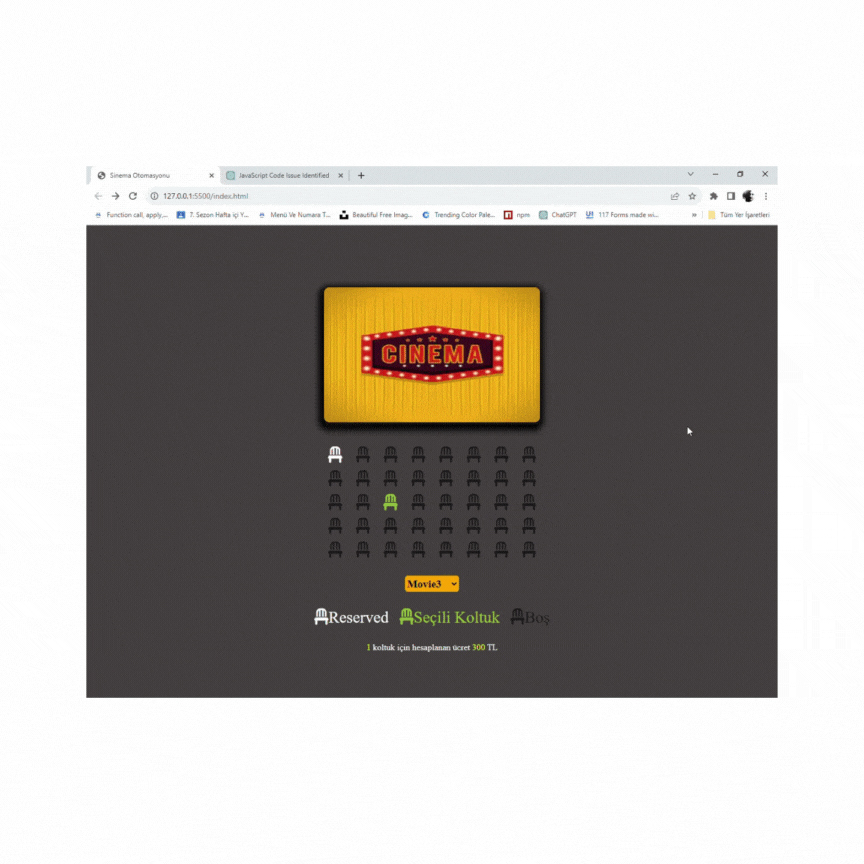 Sinema Otomasyonu
JavaScript Code Issue Identified
127.0.0.1:5500/index.html
Function call, apply,...
7. Sezon Hafta içi Y...
Menü Ve Numara T...
Beautiful Free Imag...
Trending Color Pale...
npm
ChatGPT
117 Forms made wi...
»
Tüm Yer İşaretleri
CINEMA
Movie3
Reserved Seçili Koltuk Boş
1 koltuk için hesaplanan ücret 300 TL